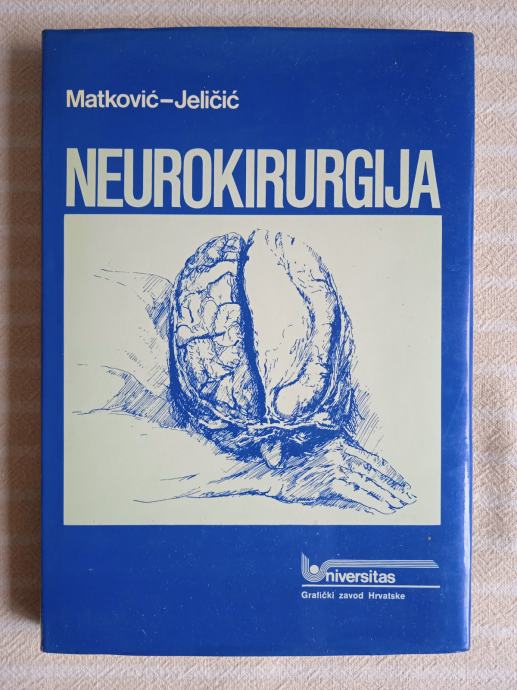 Matković–Jeličić
NEUROKIRURGIJA
Universitas
Grafički zavod Hrvatske